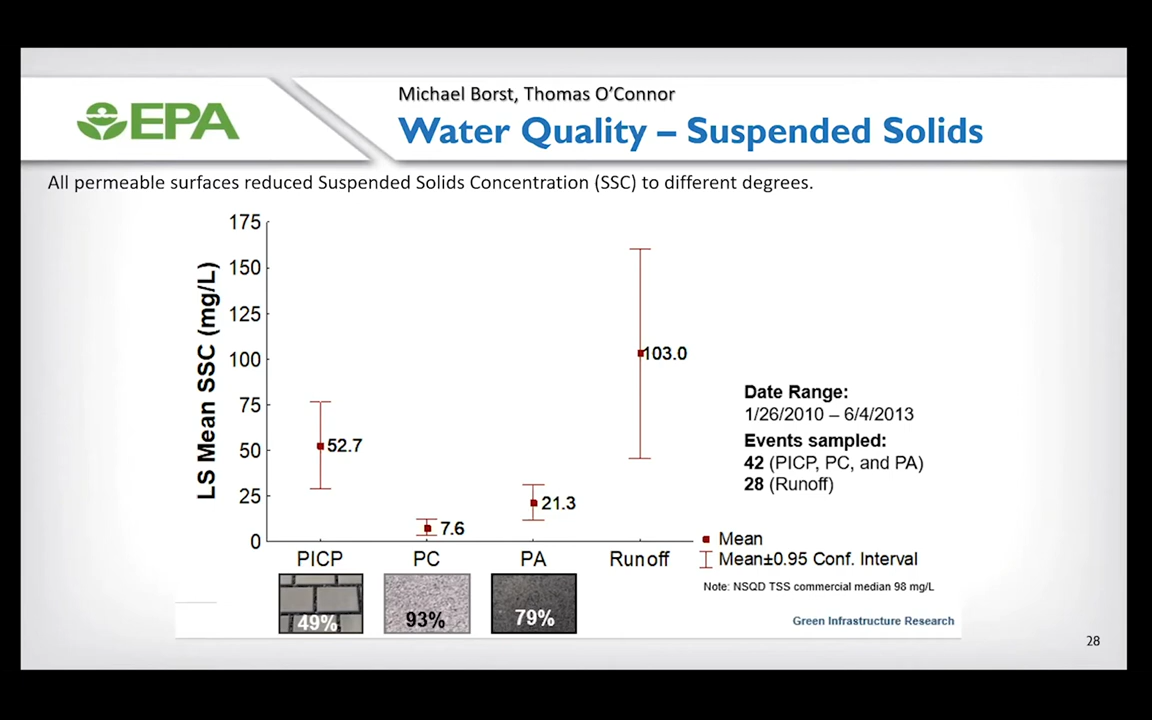 Michael Borst, Thomas O'Connor
EPA
Water Quality – Suspended Solids
All permeable surfaces reduced Suspended Solids Concentration (SSC) to different degrees.
LS Mean SSC (mg/L)
175
150
125
100
75
50
25
0
52.7
7.6
21.3
103.0
PICP
PC
PA
Runoff
49%
93%
79%
Date Range:
1/26/2010 – 6/4/2013
Events sampled:
42 (PICP, PC, and PA)
28 (Runoff)
Mean
Mean±0.95 Conf. Interval
Note: NSQD TSS commercial median 98 mg/L
Green Infrastructure Research
28